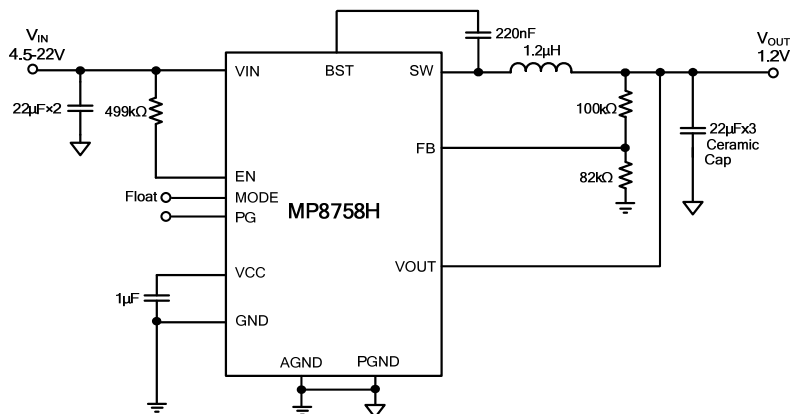 VIN
4.5-22V
22µF×2
499kΩ
Float
VIN
BST
SW
EN
MODE
PG
FB
MP8758H
VCC
VOUT
GND
AGND
PGND
1µF
220nF
1.2µH
100kΩ
82kΩ
VOUT
1.2V
22µFx3
Ceramic
Cap